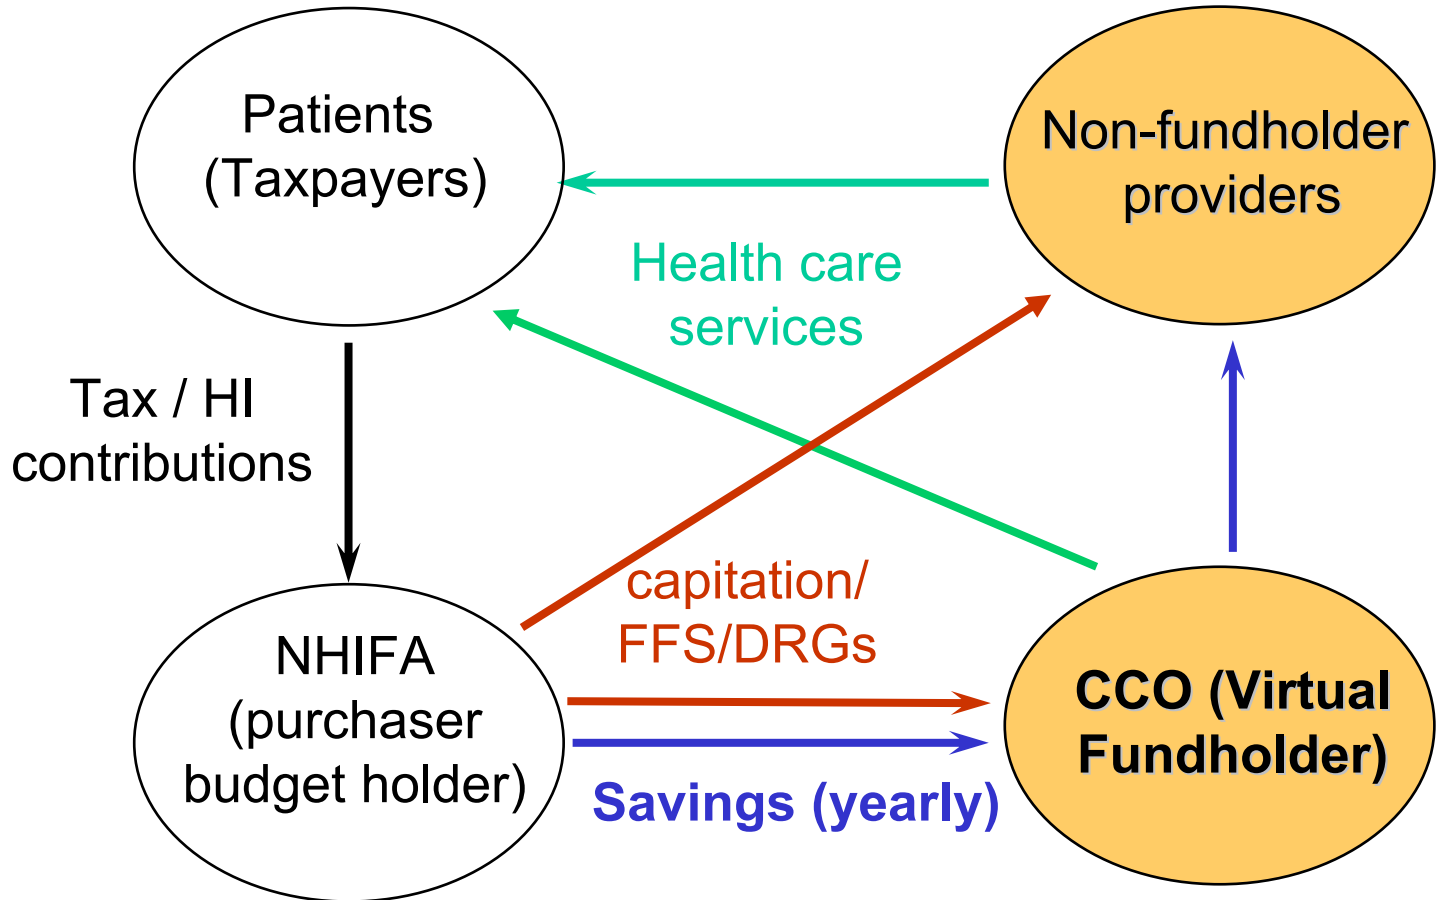 Patients
(Taxpayers)
Non-fundholder
providers
Health care
services
Tax / HI
contributions
capitation/
FFS/DRGs
NHIFA
(purchaser
budget holder)
CCO (Virtual
Fundholder)
Savings (yearly)